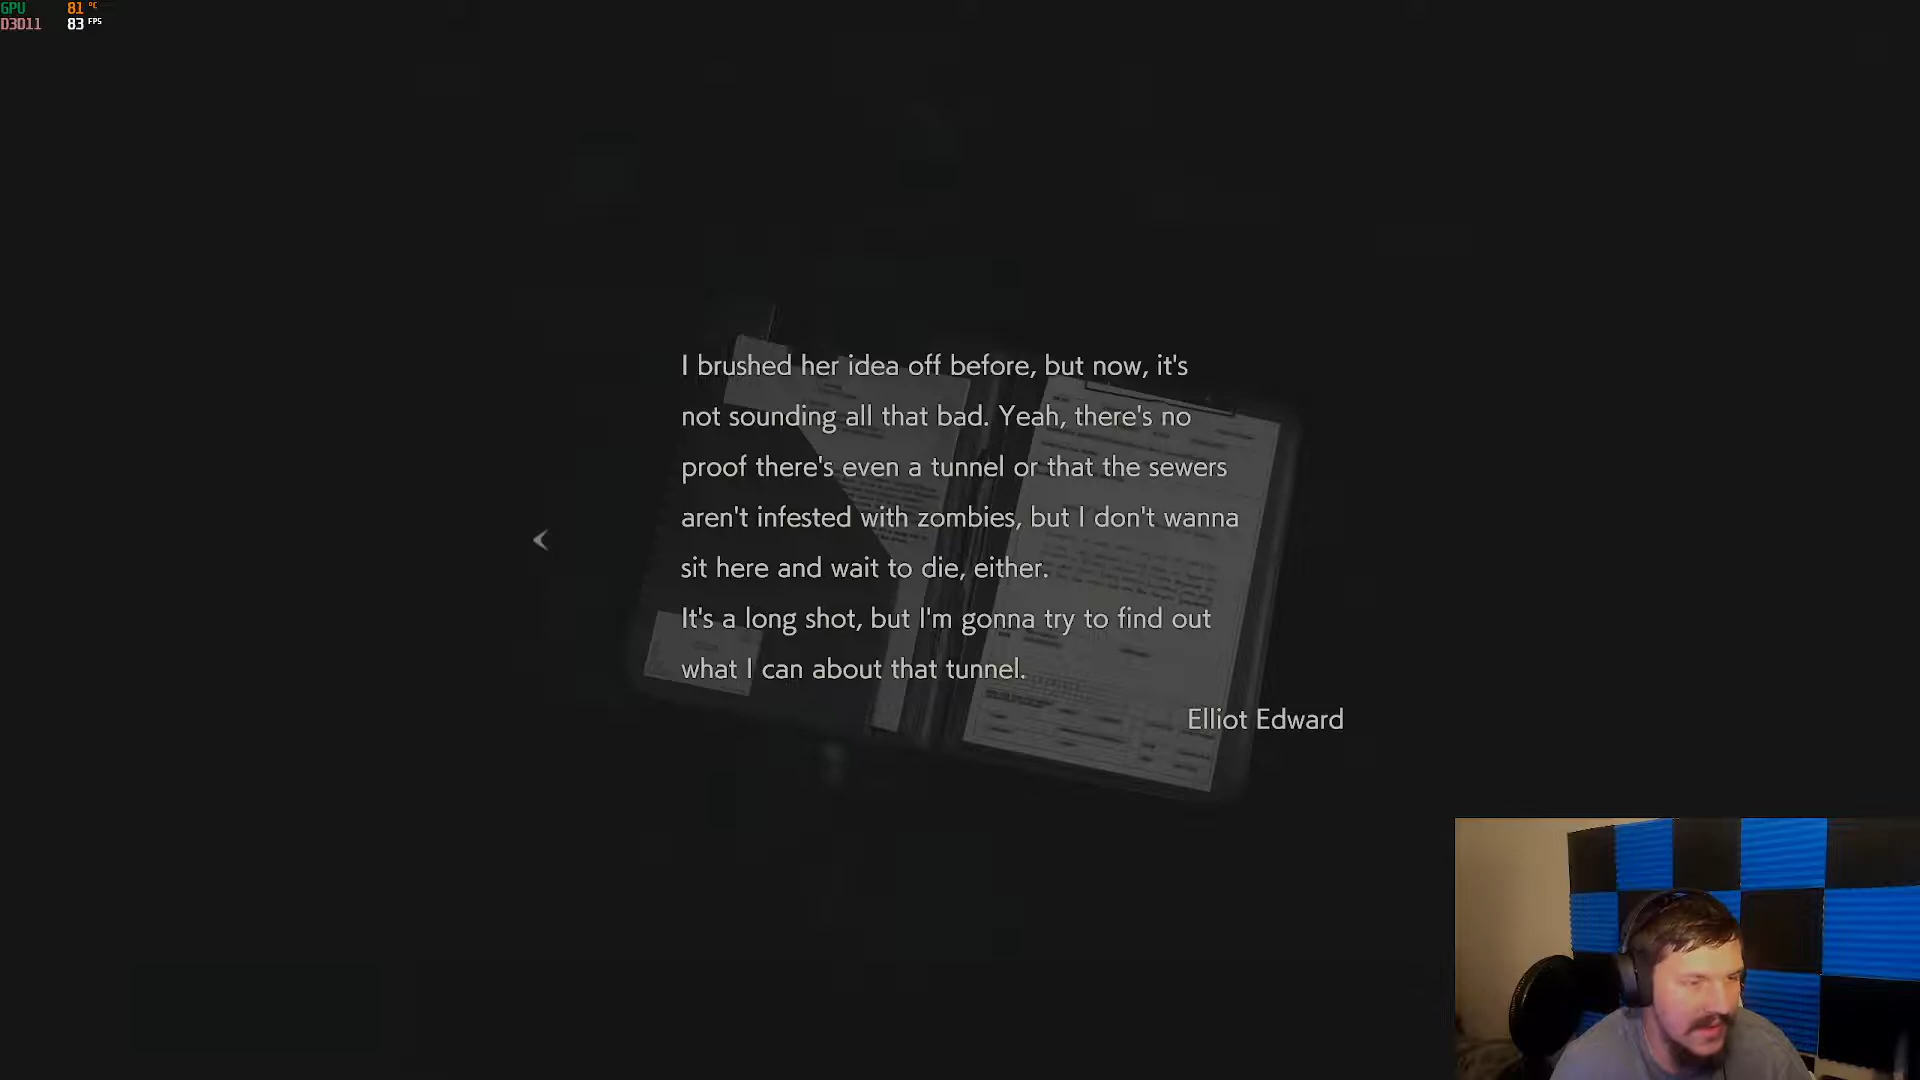 GPU 81 °C
D3D11 83 FPS
I brushed her idea off before, but now, it's
not sounding all that bad. Yeah, there's no
proof there's even a tunnel or that the sewers
aren't infested with zombies, but I don't wanna
sit here and wait to die, either.
It's a long shot, but I'm gonna try to find out
what I can about that tunnel.
Elliot Edward